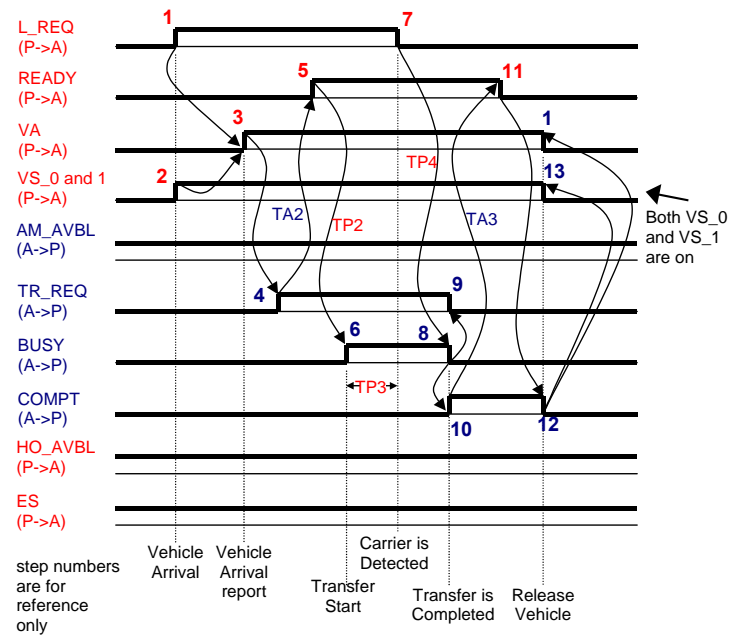 L_REQ
(P->A)
1
7
READY
(P->A)
5
11
VA
(P->A)
3
1
TP4
VS_0 and 1
(P->A)
2
13
Both VS_0
and VS_1
are on
TA2
TP2
TA3
AM_AVBL
(A->P)
TR_REQ
(A->P)
4
9
BUSY
(A->P)
6
8
TP3
COMPT
(A->P)
10
12
HO_AVBL
(P->A)
ES
(P->A)
step numbers
are for
reference
only
Vehicle
Arrival
Vehicle
Arrival
report
Transfer
Start
Carrier is
Detected
Transfer is
Completed
Release
Vehicle